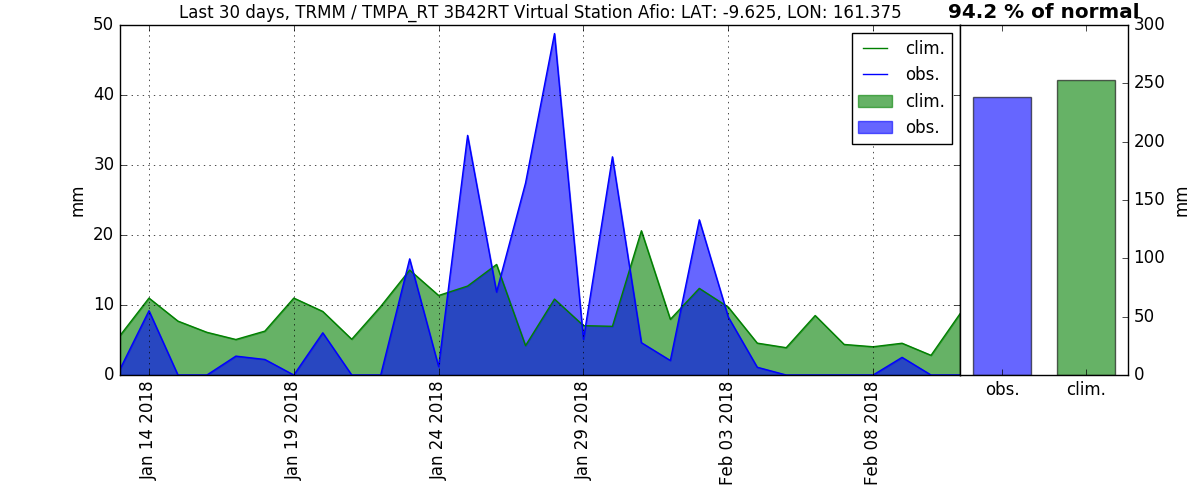 Last 30 days, TRMM / TMPA_RT 3B42RT Virtual Station Afio: LAT: -9.625, LON: 161.375
94.2 % of normal
50
40
30
20
10
0
mm
clim.
obs.
clim.
obs.
Jan 14 2018
Jan 19 2018
Jan 24 2018
Jan 29 2018
Feb 03 2018
Feb 08 2018
300
250
200
150
100
50
0
mm
obs.
clim.